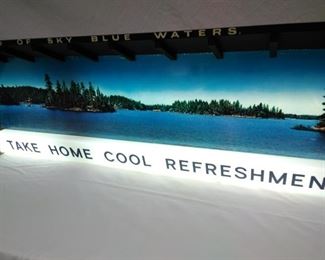 OF SKY BLUE WATERS.
TAKE HOME COOL REFRESHMEN